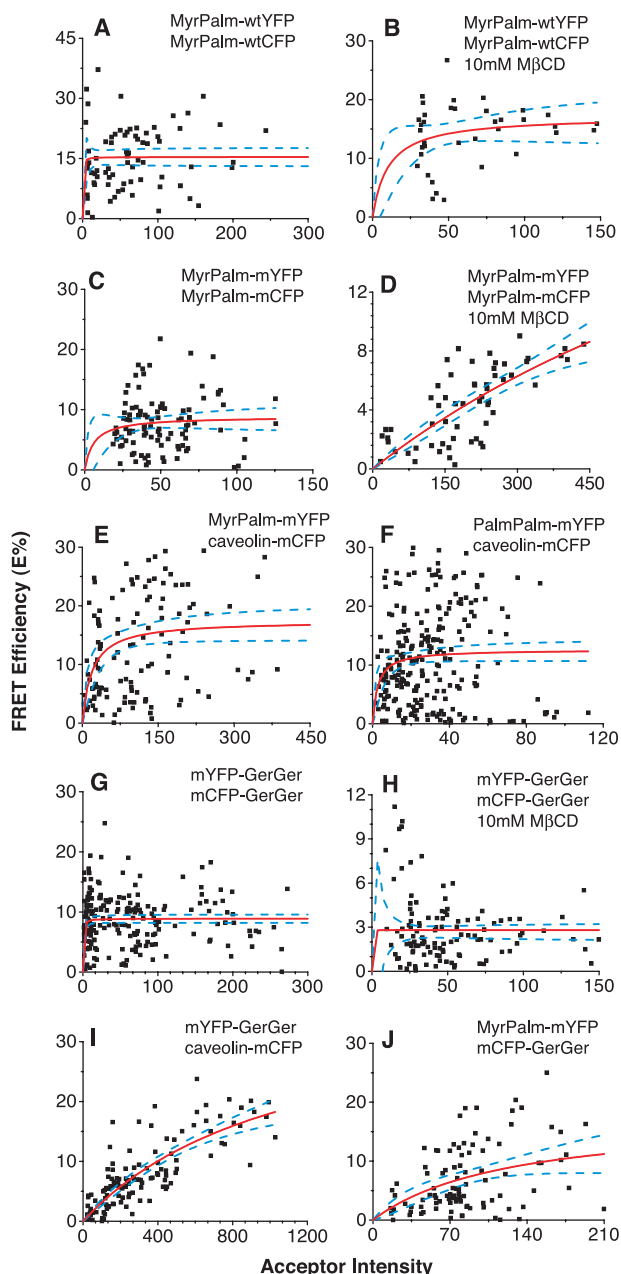 A
MyrPalm-wtYFP
MyrPalm-wtCFP
45
30
15
0
0 100 200 300
B
MyrPalm-wtYFP
MyrPalm-wtCFP
10mM MβCD
30
20
10
0
0 50 100 150
C
MyrPalm-mYFP
MyrPalm-mCFP
30
20
10
0
0 50 100 150
D
MyrPalm-mYFP
MyrPalm-mCFP
10mM MβCD
12
8
4
0
0 150 300 450
E
MyrPalm-mYFP
caveolin-mCFP
30
20
10
0
0 150 300 450
F
PalmPalm-mYFP
caveolin-mCFP
30
20
10
0
0 40 80 120
G
mYFP-GerGer
mCFP-GerGer
30
20
10
0
0 100 200 300
H
mYFP-GerGer
mCFP-GerGer
10mM MβCD
12
9
6
3
0
0 50 100 150
I
mYFP-GerGer
caveolin-mCFP
30
20
10
0
0 400 800 1200
J
MyrPalm-mYFP
mCFP-GerGer
30
20
10
0
0 70 140 210
FRET Efficiency (E%)
Acceptor Intensity